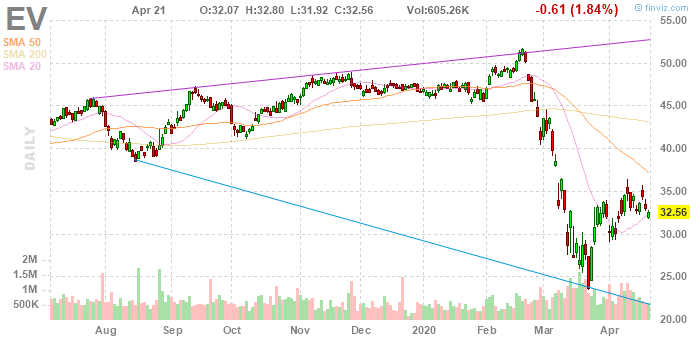 EV Apr 21 O:32.07 H:32.80 L:31.92 C:32.56 Vol:605.26K © finviz.com -0.61 (1.84%)
SMA 50
SMA 200
SMA 20
DAILY
55.00
50.00
45.00
40.00
35.00
32.56
30.00
25.00
20.00
2M
1.5M
1M
500K
Aug Sep Oct Nov Dec 2020 Feb Mar Apr